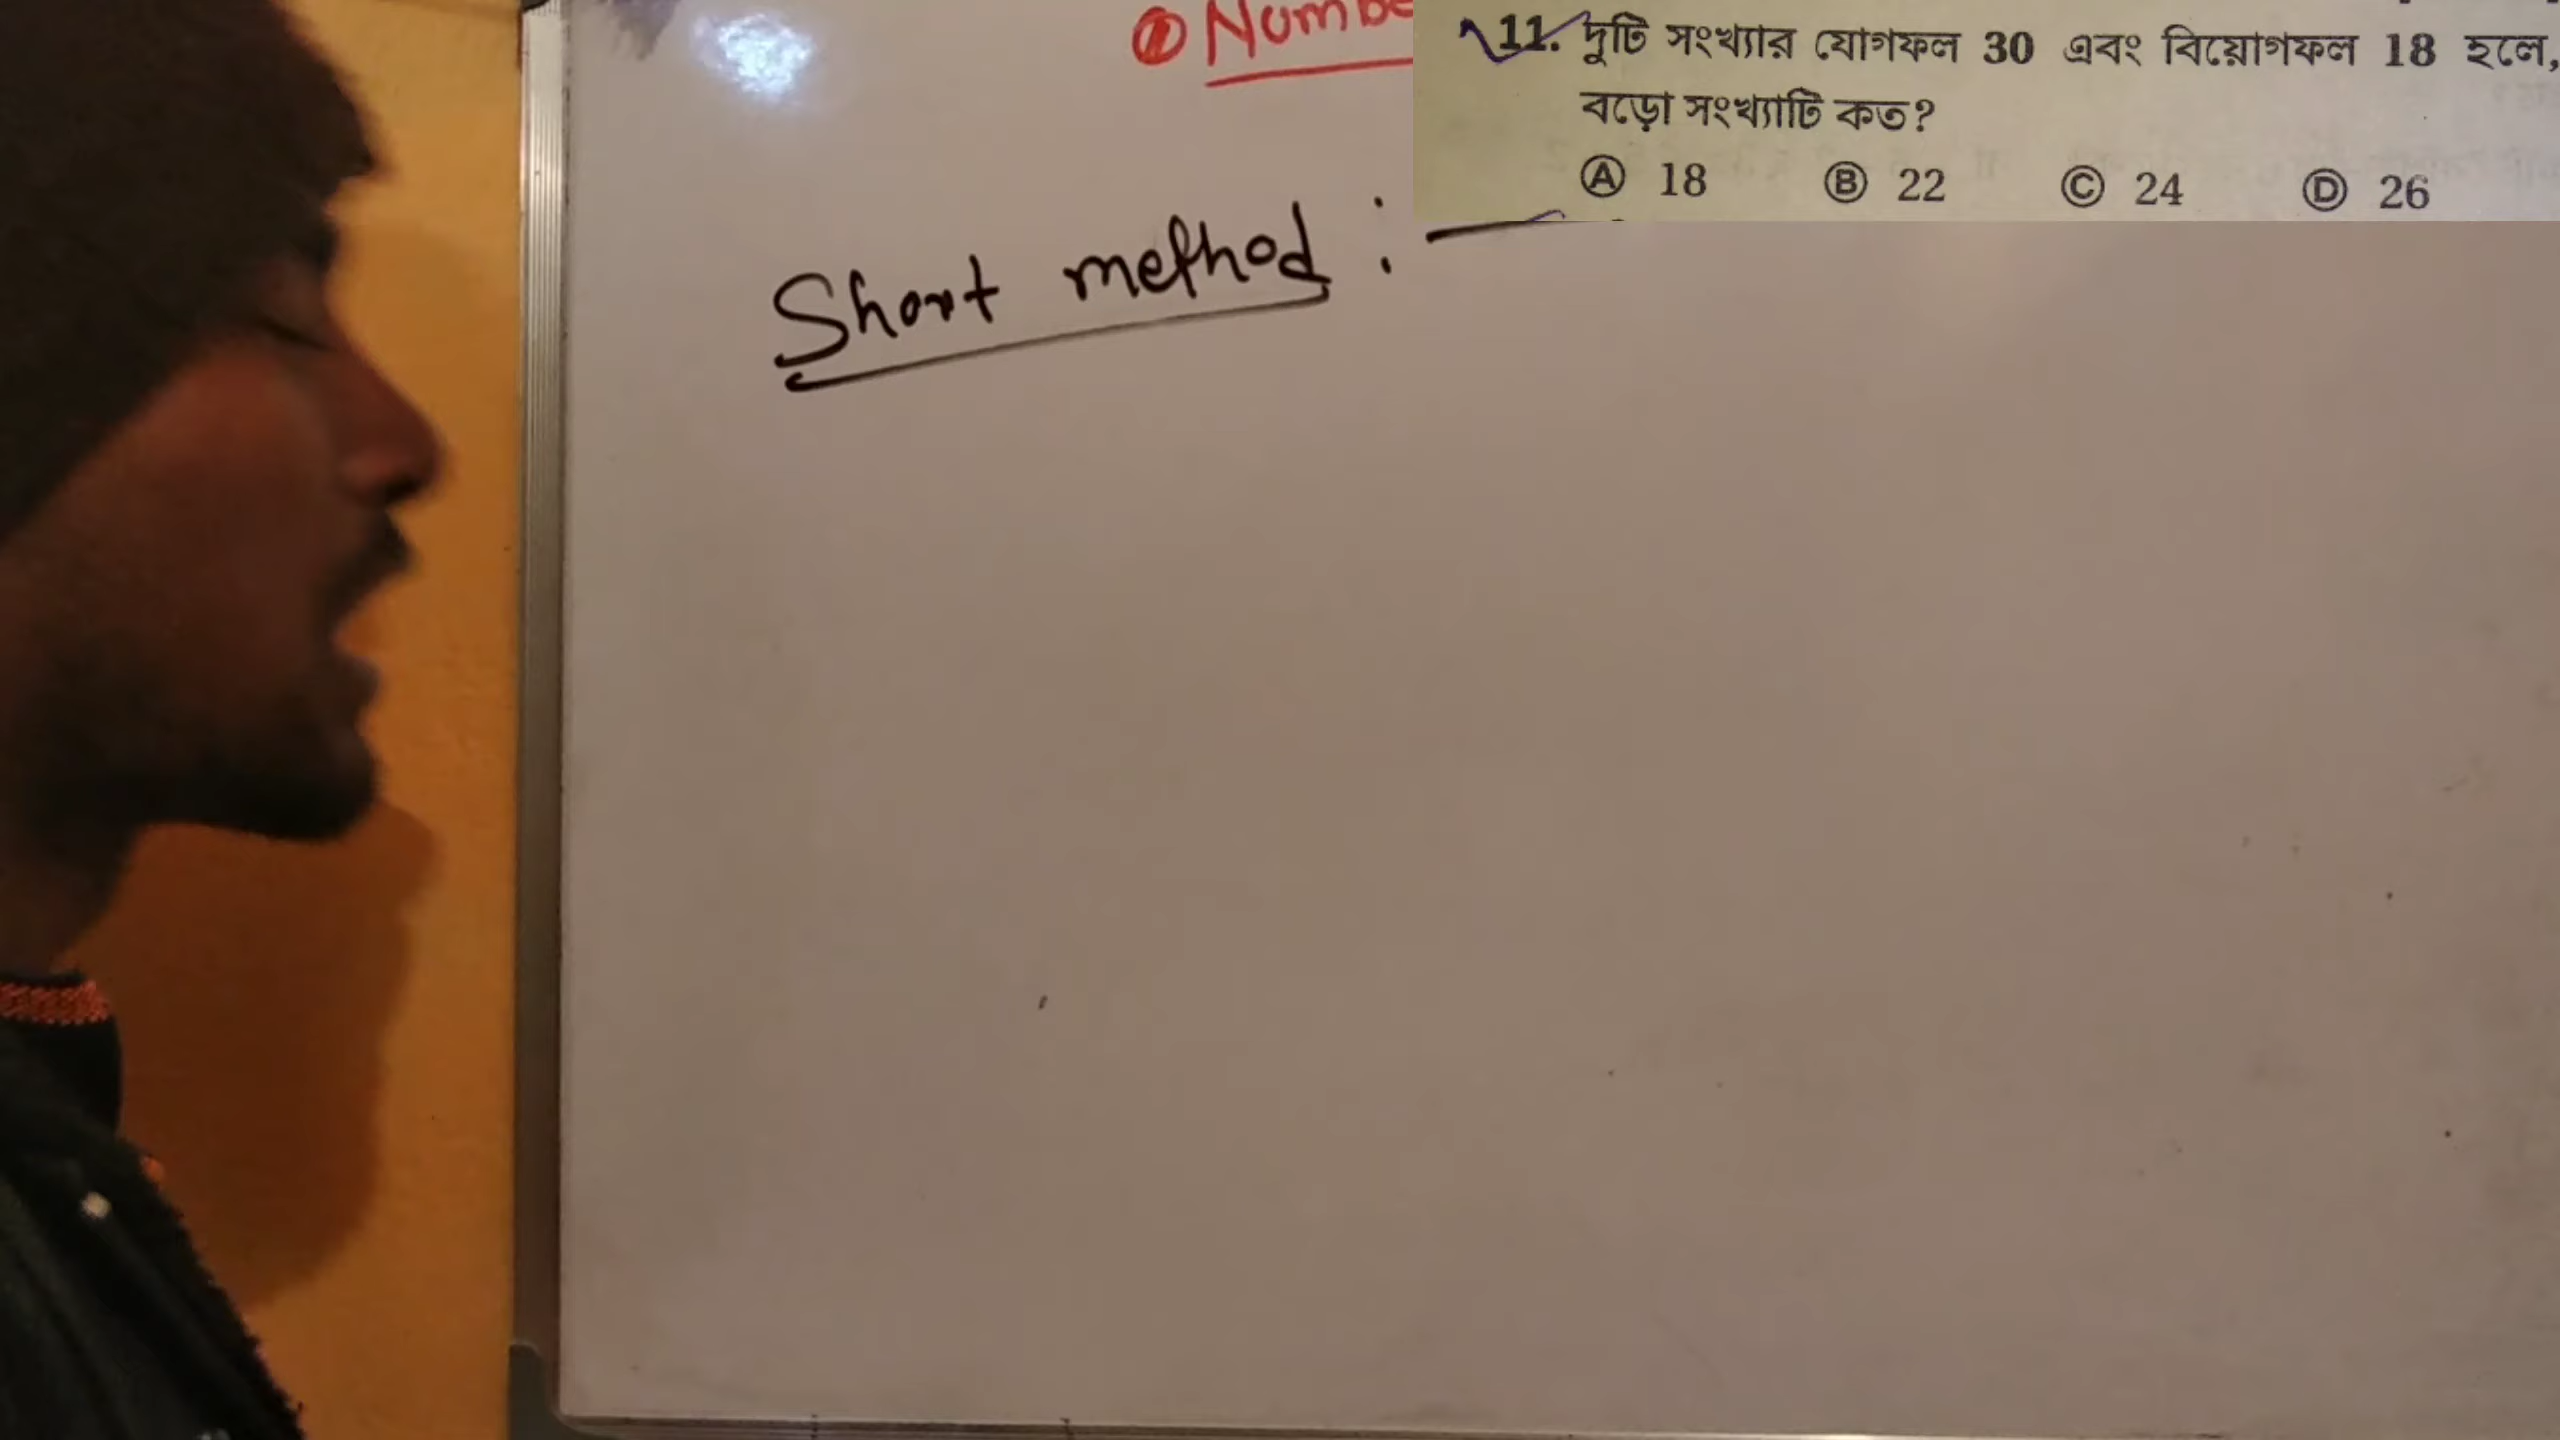 ① Numbe
11. দুটি সংখ্যার যোগফল 30 এবং বিয়োগফল 18 হলে,
বড়ো সংখ্যাটি কত?
Ⓐ 18 Ⓑ 22 Ⓒ 24 Ⓓ 26
Short method : —